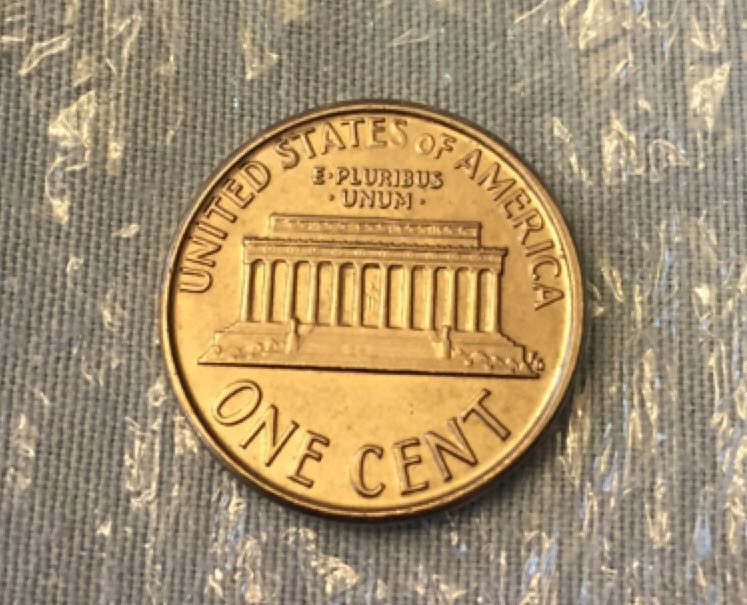 UNITED STATES OF AMERICA
E·PLURIBUS
·UNUM·
ONE CENT